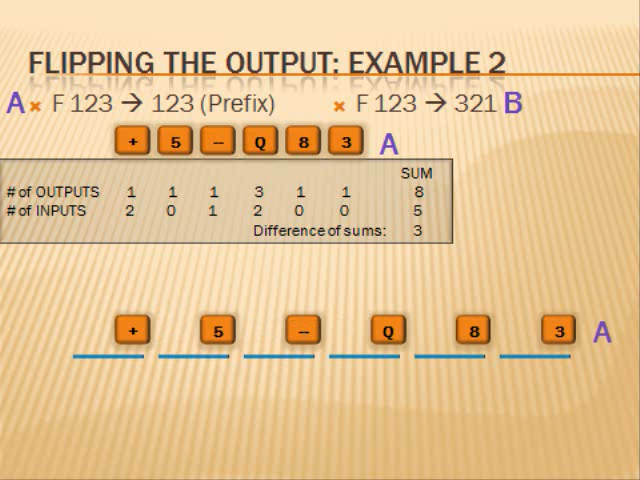 FLIPPING THE OUTPUT: EXAMPLE 2
A F 123 → 123 (Prefix) F 123 → 321 B
+ 5 -- Q 8 3 A
SUM
# of OUTPUTS 1 1 1 3 1 1 8
# of INPUTS 2 0 1 2 0 0 5
Difference of sums: 3
+ 5 -- Q 8 3 A